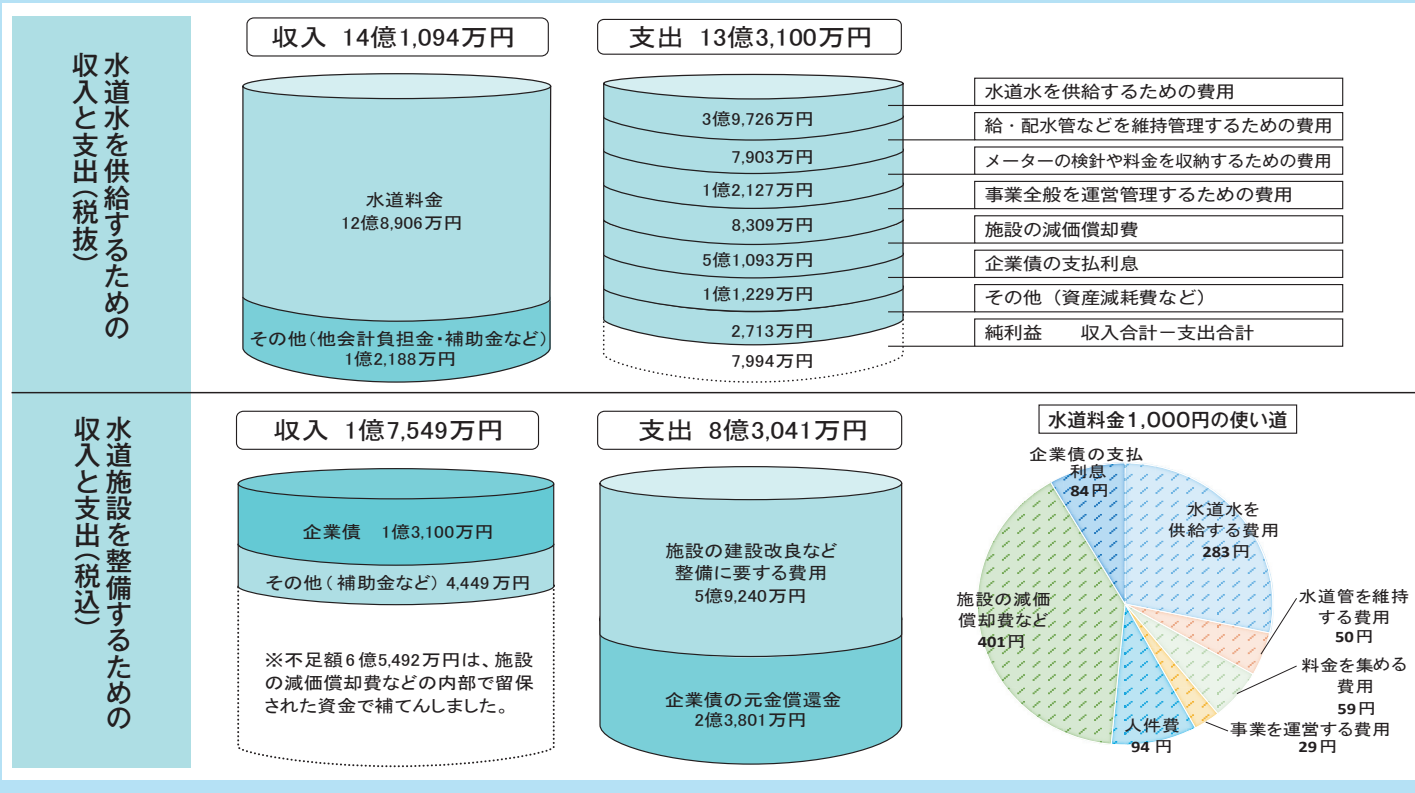 水道水を供給するための
収入と支出（税抜）
収入 14億1,094万円
水道料金
12億8,906万円
その他（他会計負担金・補助金など）
1億2,188万円
支出 13億3,100万円
3億9,726万円
7,903万円
1億2,127万円
8,309万円
5億1,093万円
1億1,229万円
2,713万円
7,994万円
水道水を供給するための費用
給・配水管などを維持管理するための費用
メーターの検針や料金を収納するための費用
事業全般を運営管理するための費用
施設の減価償却費
企業債の支払利息
その他（資産減耗費など）
純利益　　収入合計－支出合計
水道施設を整備するための
収入と支出（税込）
収入 1億7,549万円
企業債 1億3,100万円
その他（補助金など）4,449万円
※不足額6億5,492万円は、施設
の減価償却費などの内部で留保
された資金で補てんしました。
支出 8億3,041万円
施設の建設改良など
整備に要する費用
5億9,240万円
企業債の元金償還金
2億3,801万円
水道料金1,000円の使い道
企業債の支払
利息
84円
水道水を
供給する費用
283円
水道管を維持
する費用
50円
料金を集める
費用
59円
事業を運営する費用
29円
人件費
94円
施設の減価
償却費など
401円